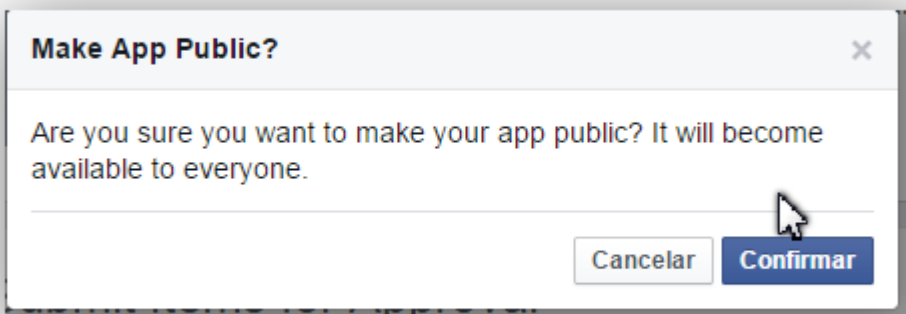 Make App Public?
×
Are you sure you want to make your app public? It will become
available to everyone.
Cancelar Confirmar